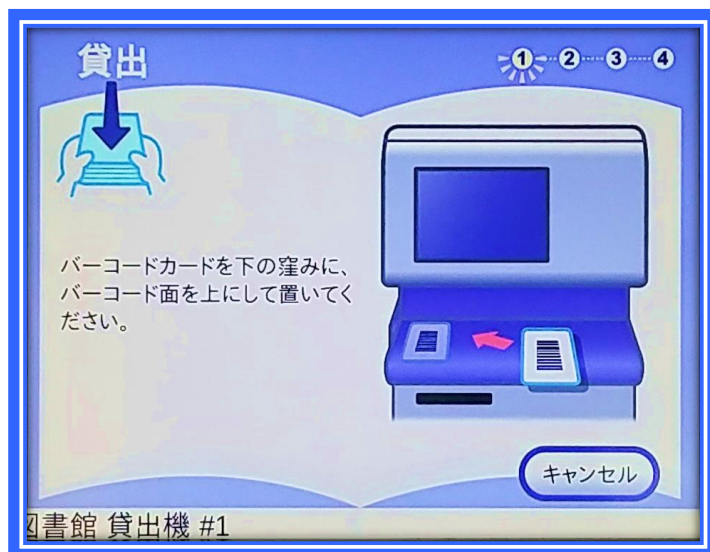 貸出
1 2 3 4
バーコードカードを下の窪みに、
バーコード面を上にして置いてく
ださい。
キャンセル
図書館 貸出機 #1